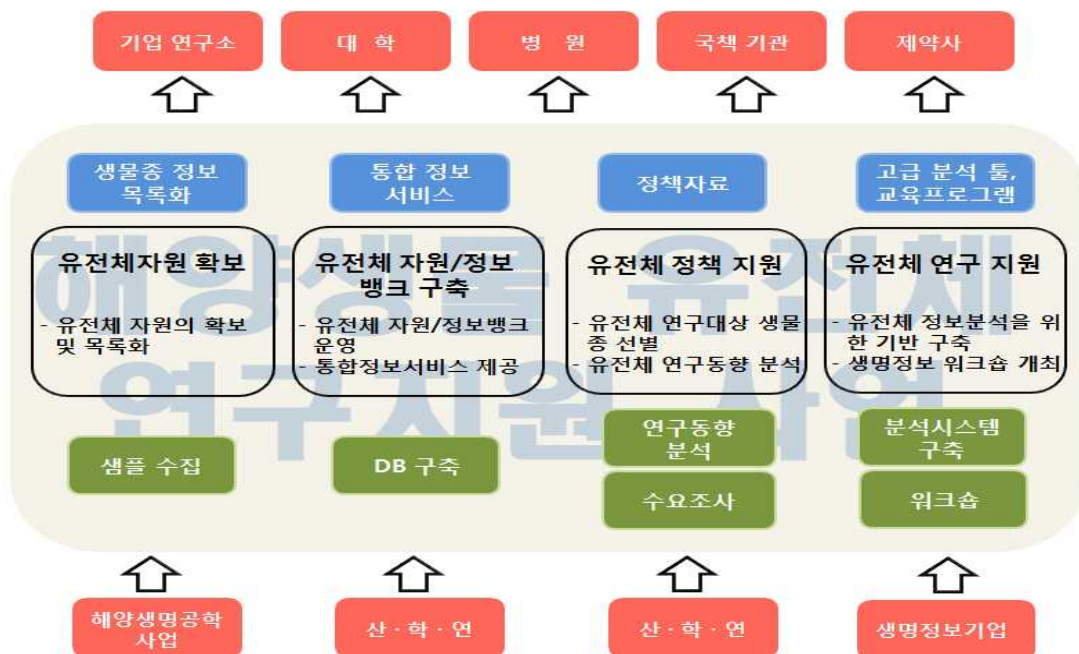 기업 연구소
대 학
병 원
국책 기관
제약사
생물종 정보
목록화
통합 정보
서비스
정책자료
고급 분석 툴,
교육프로그램
해양생물 유전체
연구지원 사업
유전체자원 확보
- 유전체 자원의 확보
및 목록화
유전체 자원/정보
뱅크 구축
- 유전체 자원/정보뱅크
운영
- 통합정보서비스 제공
유전체 정책 지원
- 유전체 연구대상 생물
종 선별
- 유전체 연구동향 분석
유전체 연구 지원
- 유전체 정보분석을 위
한 기반 구축
- 생명정보 워크숍 개최
샘플 수집
DB 구축
연구동향
분석
수요조사
분석시스템
구축
워크숍
해양생명공학
사업
산 · 학 · 연
산 · 학 · 연
생명정보기업